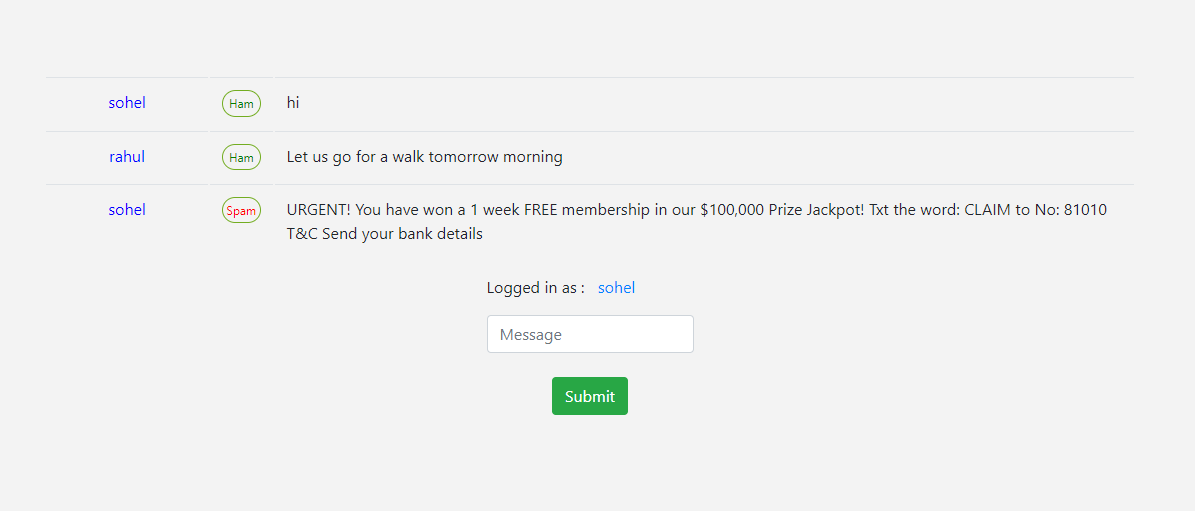 sohel Ham hi
rahul Ham Let us go for a walk tomorrow morning
sohel Spam URGENT! You have won a 1 week FREE membership in our $100,000 Prize Jackpot! Txt the word: CLAIM to No: 81010
T&C Send your bank details
Logged in as : sohel
Message
Submit